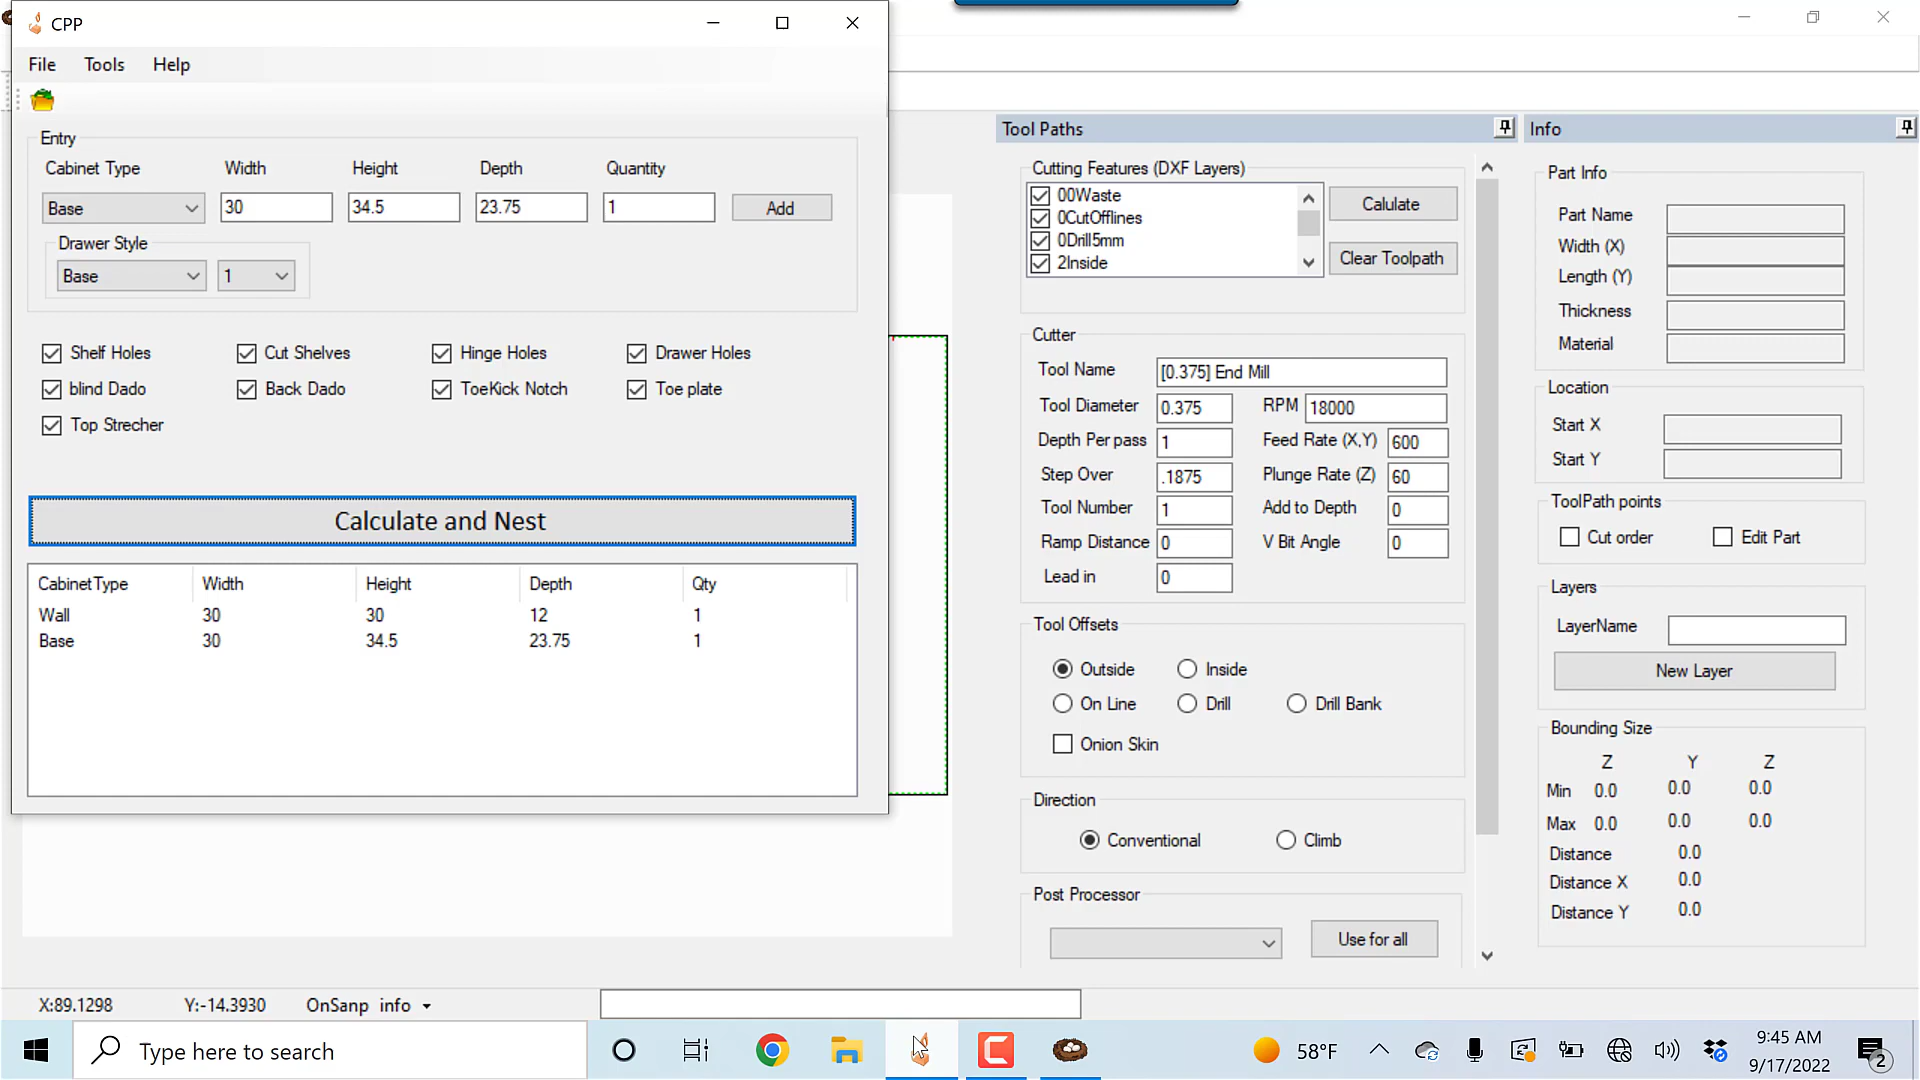 CPP
File Tools Help
Entry
Cabinet Type Width Height Depth Quantity
Base 30 34.5 23.75 1 Add
Drawer Style
Base 1
Shelf Holes Cut Shelves Hinge Holes Drawer Holes
blind Dado Back Dado ToeKick Notch Toe plate
Top Strecher
Calculate and Nest
CabinetType Width Height Depth Qty
Wall 30 30 12 1
Base 30 34.5 23.75 1
Tool Paths
Cutting Features (DXF Layers)
00Waste
0CutOfflines
0Drill5mm
2Inside
Calulate
Clear Toolpath
Cutter
Tool Name [0.375] End Mill
Tool Diameter 0.375 RPM 18000
Depth Per pass 1 Feed Rate (X,Y) 600
Step Over .1875 Plunge Rate (Z) 60
Tool Number 1 Add to Depth 0
Ramp Distance 0 V Bit Angle 0
Lead in 0
Tool Offsets
Outside Inside
On Line Drill Drill Bank
Onion Skin
Direction
Conventional Climb
Post Processor
Use for all
Info
Part Info
Part Name
Width (X)
Length (Y)
Thickness
Material
Location
Start X
Start Y
ToolPath points
Cut order Edit Part
Layers
LayerName
New Layer
Bounding Size
Z Y Z
Min 0.0 0.0 0.0
Max 0.0 0.0 0.0
Distance 0.0
Distance X 0.0
Distance Y 0.0
X:89.1298 Y:-14.3930 OnSanp info
Type here to search
58°F
9:45 AM
9/17/2022
2